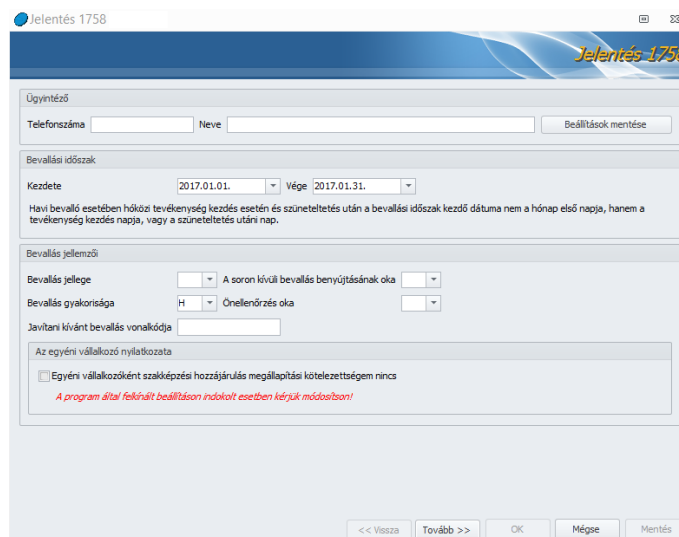 Jelentés 1758
Jelentés 1758
Ügyintéző
Telefonszáma Neve Beállítások mentése
Bevallási időszak
Kezdete 2017.01.01. Vége 2017.01.31.
Havi bevalló esetében hóközi tevékenység kezdés esetén és szüneteltetés után a bevallási időszak kezdő dátuma nem a hónap első napja, hanem a
tevékenység kezdés napja, vagy a szüneteltetés utáni nap.
Bevallás jellemzői
Bevallás jellege A soron kívüli bevallás benyújtásának oka
Bevallás gyakorisága H Önellenőrzés oka
Javítani kívánt bevallás vonalkódja
Az egyéni vállalkozó nyilatkozata
Egyéni vállalkozóként szakképzési hozzájárulás megállapítási kötelezettségem nincs
A program által felkínált beállításon indokolt esetben kérjük módosítson!
<< Vissza Tovább >> OK Mégse Mentés